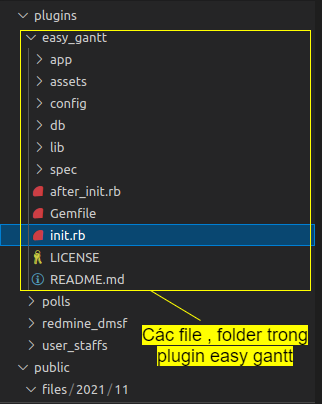 plugins
easy_gantt
app
assets
config
db
lib
spec
after_init.rb
Gemfile
init.rb
LICENSE
README.md
polls
redmine_dmsf
user_staffs
public
files/2021/11
Các file , folder trong
plugin easy gantt